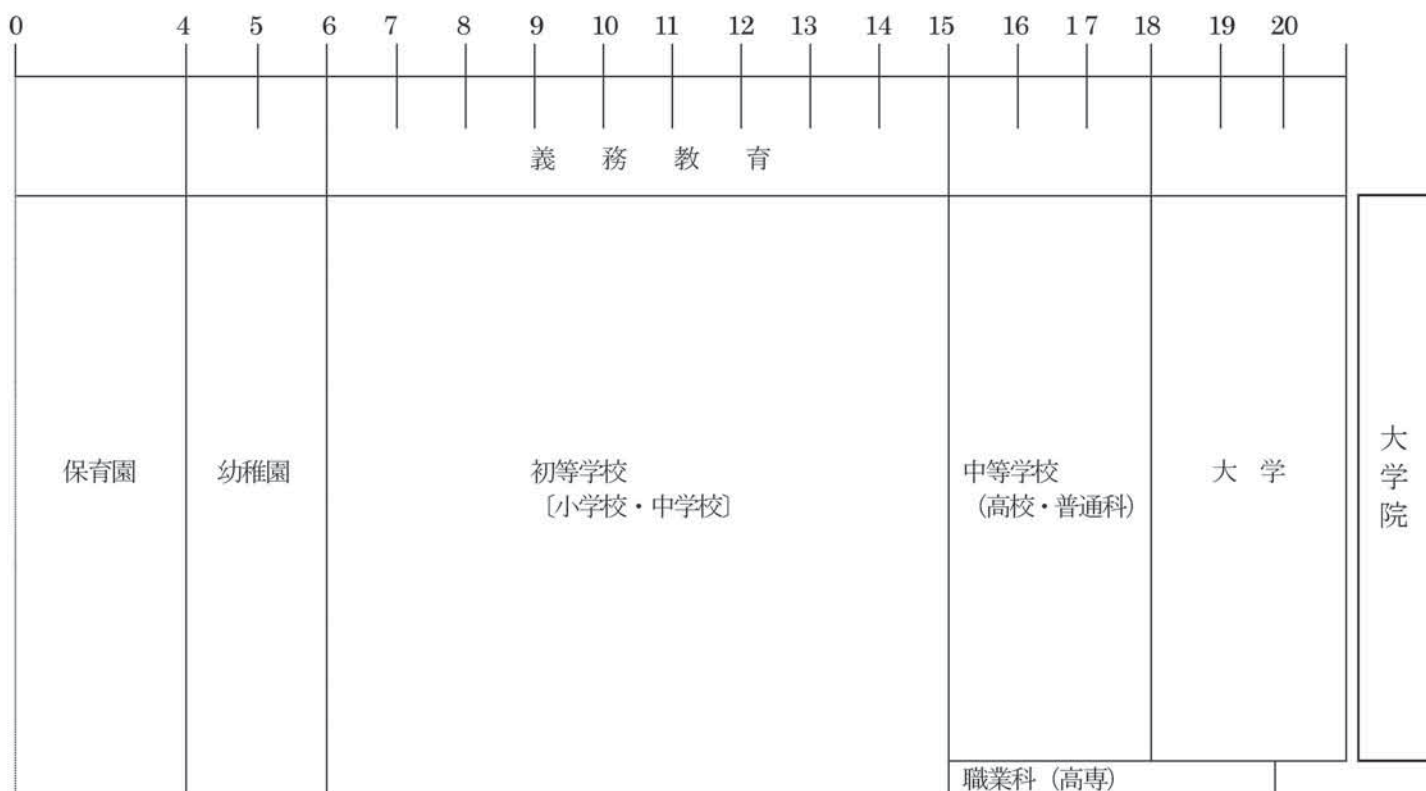 0 4 5 6 7 8 9 10 11 12 13 14 15 16 17 18 19 20
義 務 教 育
保育園
幼稚園
初等学校
〔小学校・中学校〕
中等学校
(高校・普通科)
大 学
大学院
職業科（高専）